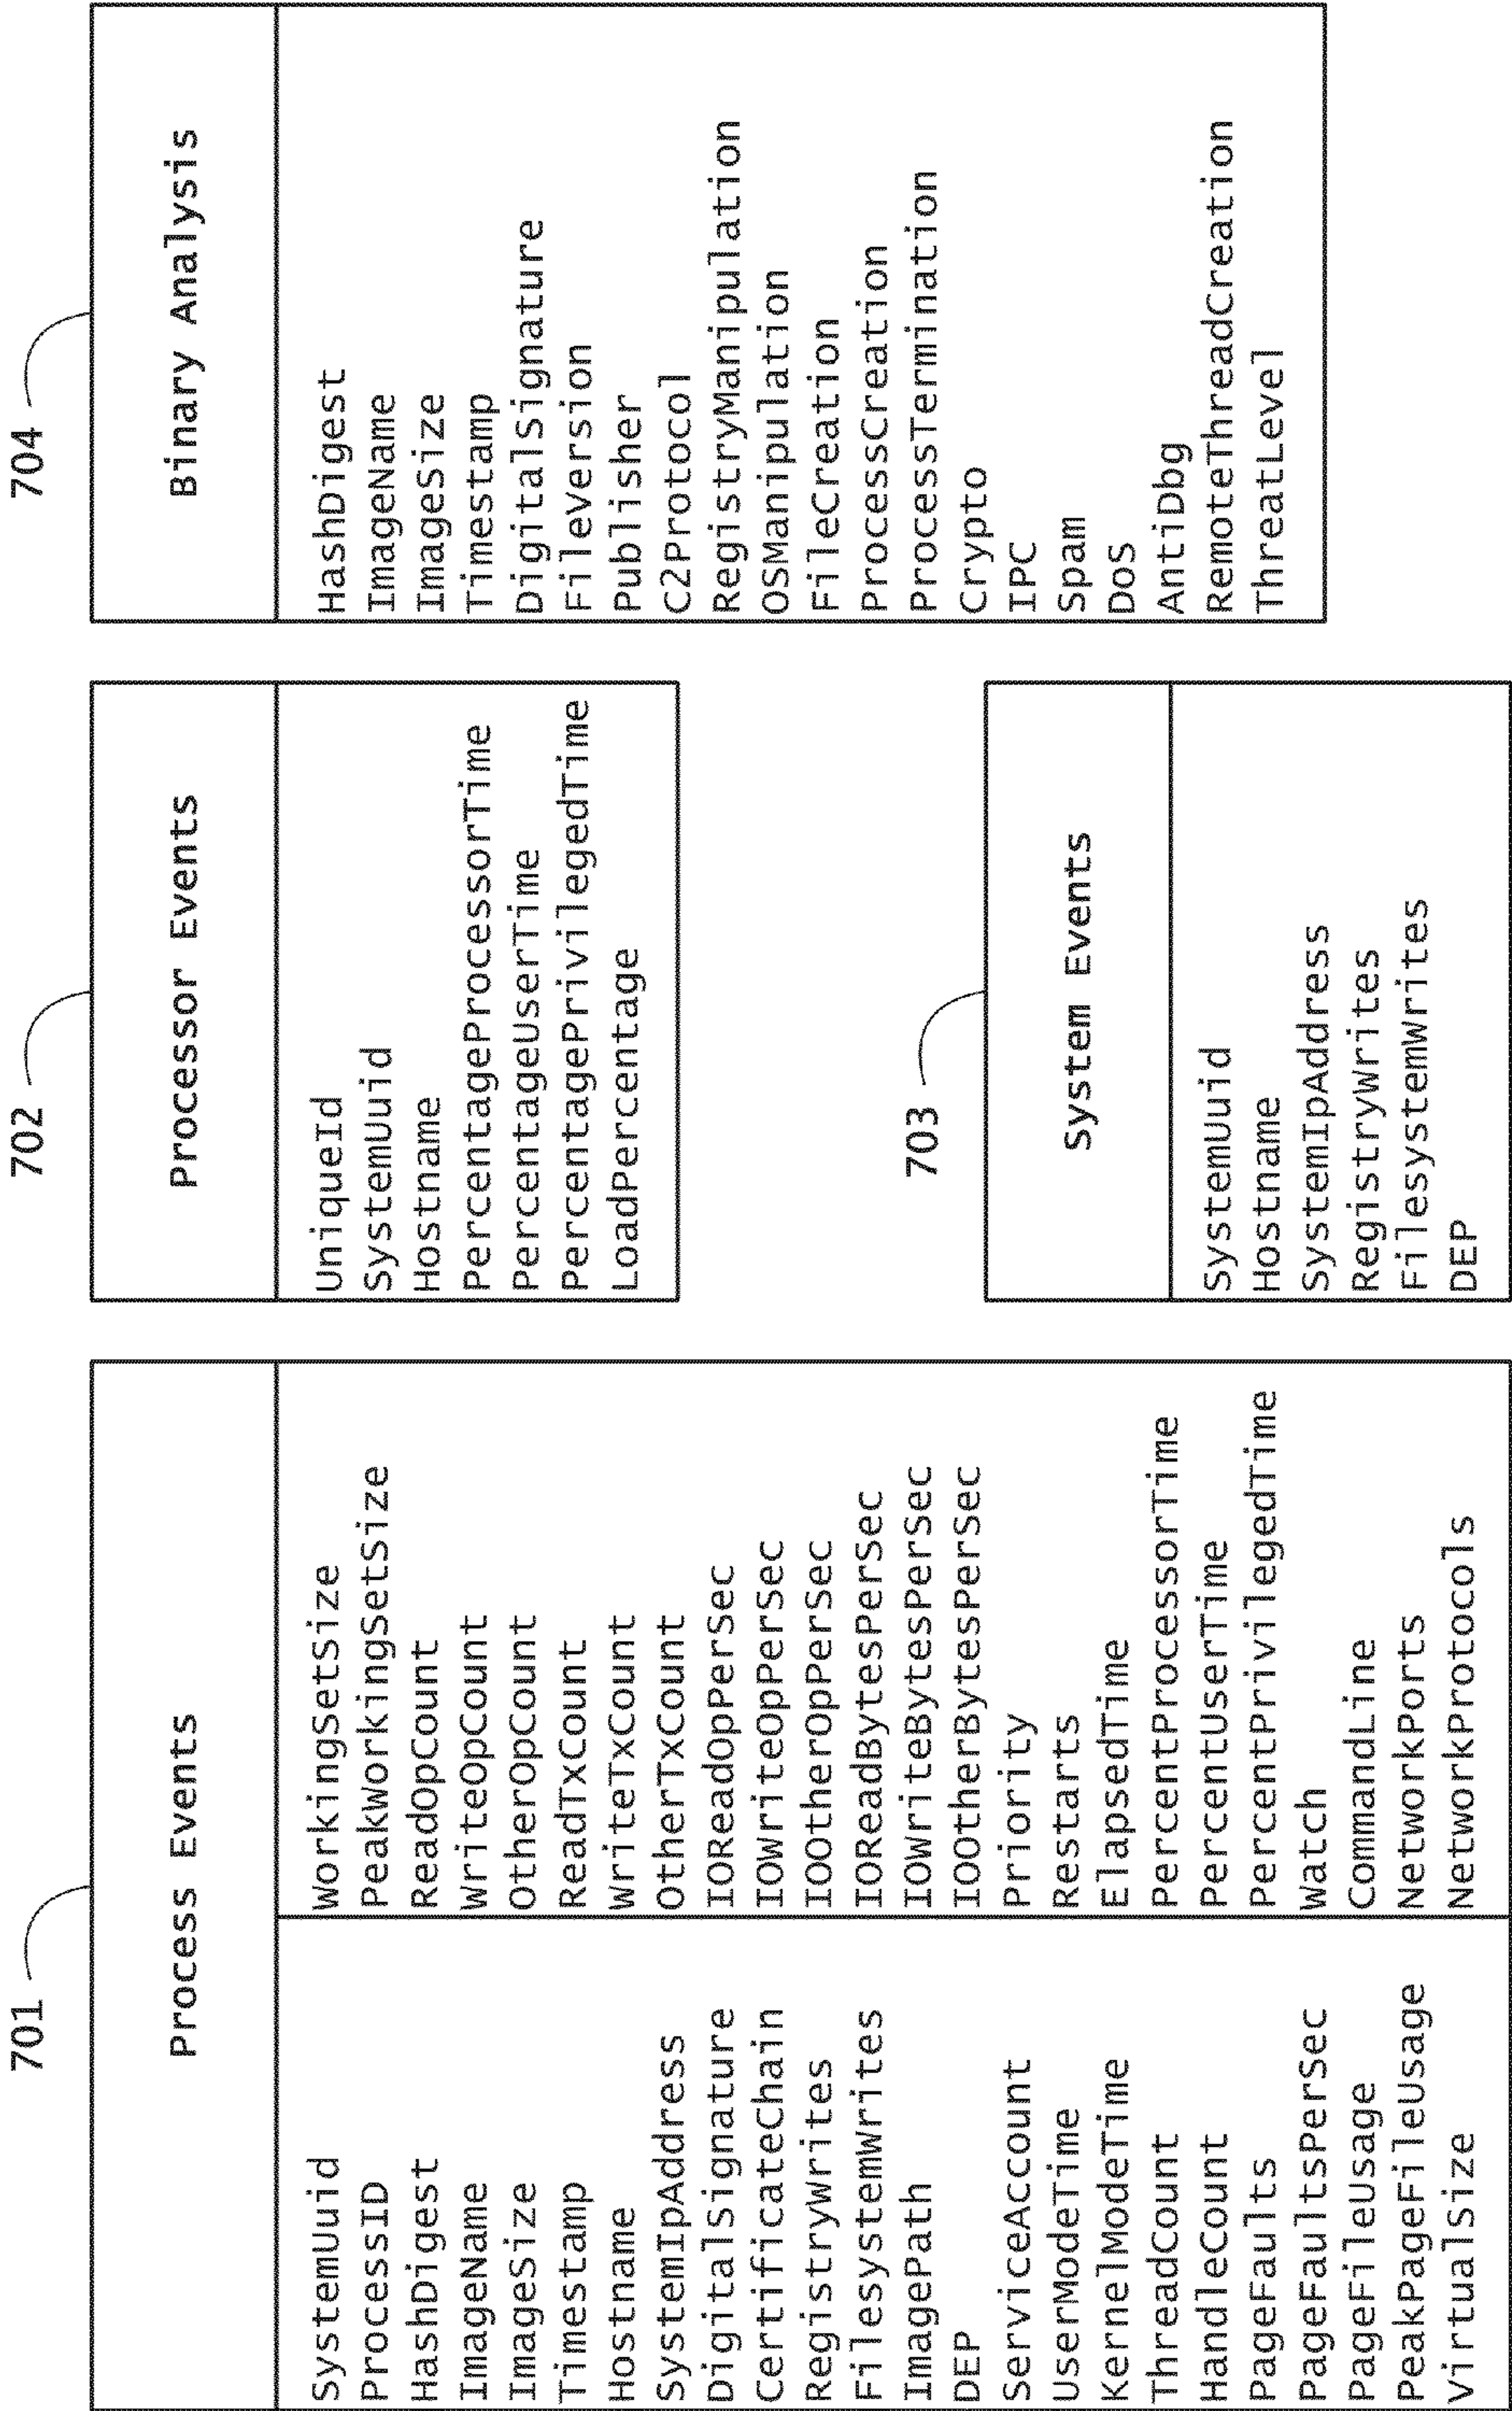 701
Process Events
SystemUuid
ProcessID
HashDigest
ImageName
ImageSize
Timestamp
Hostname
SystemIpAddress
DigitalSignature
CertificateChain
RegistryWrites
FilesystemWrites
ImagePath
DEP
ServiceAccount
UserModeTime
KernelModeTime
ThreadCount
HandleCount
PageFaults
PageFaultsPerSec
PageFileUsage
PeakPageFileUsage
VirtualSize
WorkingSetSize
PeakWorkingSetSize
ReadOpCount
WriteOpCount
OtherOpCount
ReadTxCount
WriteTxCount
OtherTxCount
IOReadOpPerSec
IOWriteOpPerSec
IOOtherOpPerSec
IOReadBytesPerSec
IOWriteBytesPerSec
IOOtherBytesPerSec
Priority
Restarts
ElapsedTime
PercentProcessorTime
PercentUserTime
PercentPrivilegedTime
Watch
CommandLine
NetworkPorts
NetworkProtocols
702
Processor Events
UniqueId
SystemUuid
Hostname
PercentageProcessorTime
PercentageUserTime
PercentagePrivilegedTime
LoadPercentage
703
System Events
SystemUuid
Hostname
SystemIpAddress
RegistryWrites
FilesystemWrites
DEP
704
Binary Analysis
HashDigest
ImageName
ImageSize
Timestamp
DigitalSignature
FileVersion
Publisher
C2Protocol
RegistryManipulation
OSManipulation
FileCreation
ProcessCreation
ProcessTermination
Crypto
IPC
Spam
DoS
AntiDbg
RemoteThreadCreation
ThreatLevel